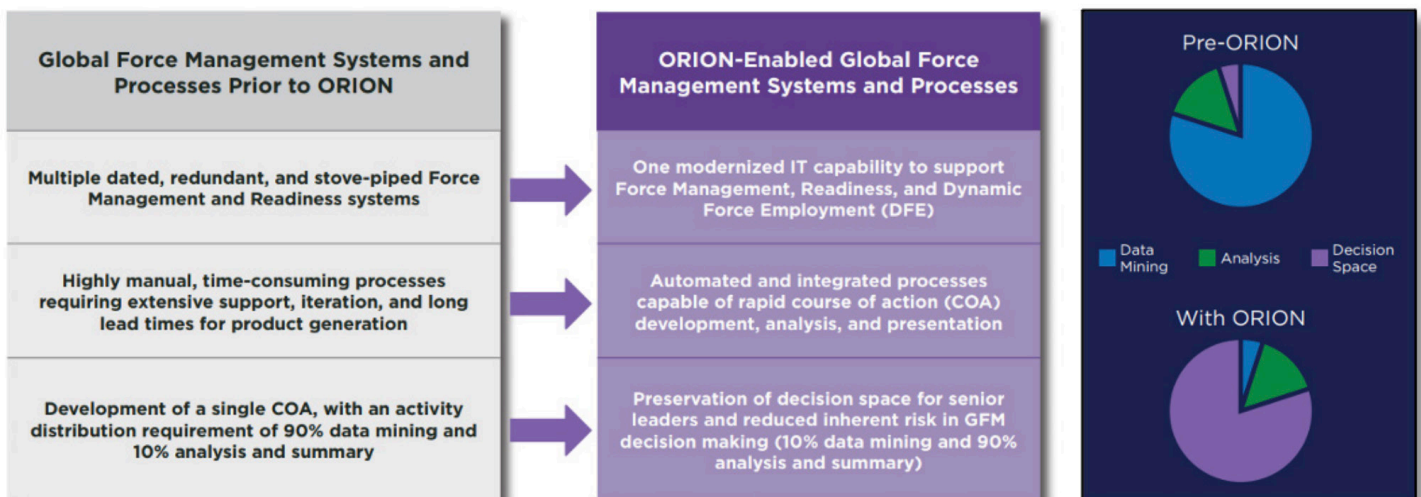 Global Force Management Systems and
Processes Prior to ORION
ORION-Enabled Global Force
Management Systems and Processes
Multiple dated, redundant, and stove-piped Force
Management and Readiness systems
One modernized IT capability to support
Force Management, Readiness, and Dynamic
Force Employment (DFE)
Highly manual, time-consuming processes
requiring extensive support, iteration, and long
lead times for product generation
Automated and integrated processes
capable of rapid course of action (COA)
development, analysis, and presentation
Development of a single COA, with an activity
distribution requirement of 90% data mining and
10% analysis and summary
Preservation of decision space for senior
leaders and reduced inherent risk in GFM
decision making (10% data mining and 90%
analysis and summary)
Pre-ORION
Data
Mining
Analysis
Decision
Space
With ORION